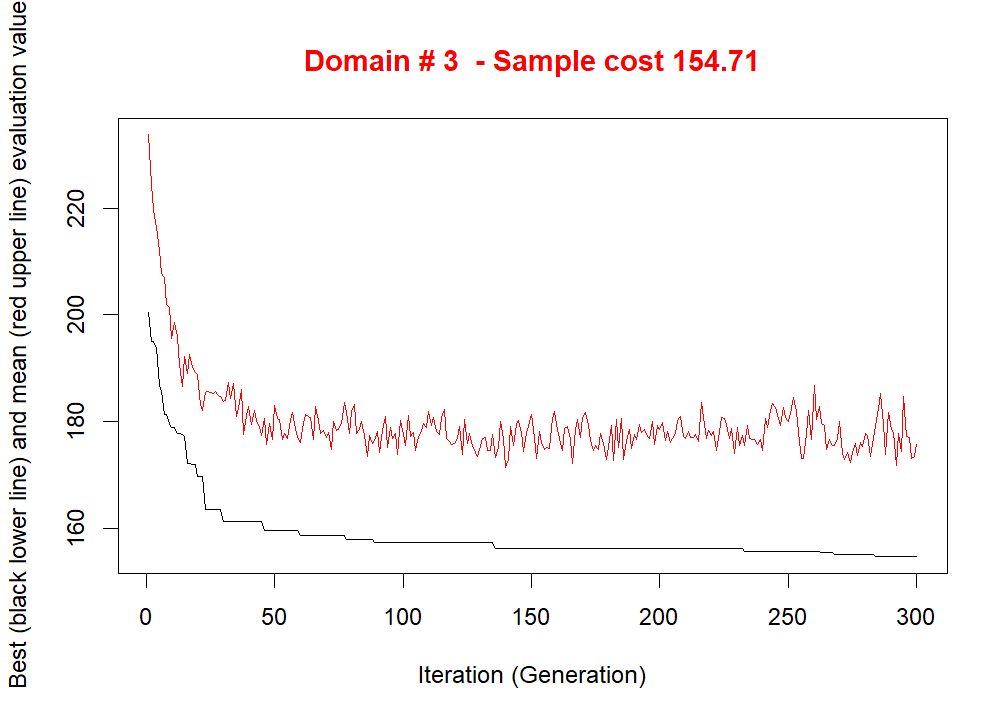 Domain # 3 - Sample cost 154.71
Best (black lower line) and mean (red upper line) evaluation value
220
200
180
160
0 50 100 150 200 250 300
Iteration (Generation)